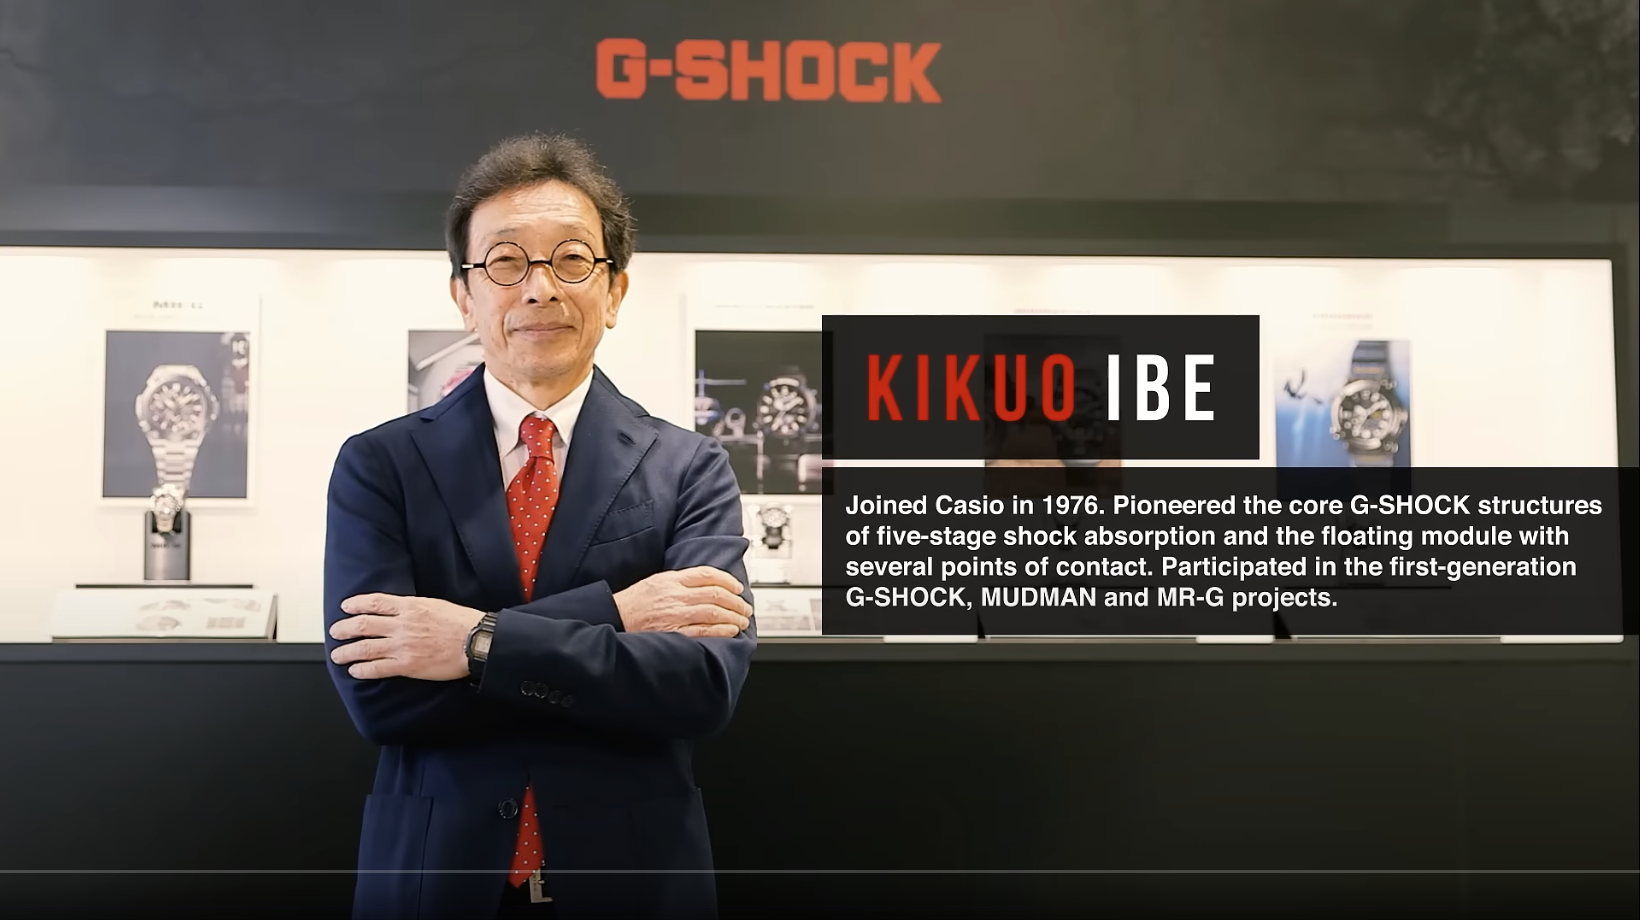 G-SHOCK
KIKUO IBE
Joined Casio in 1976. Pioneered the core G-SHOCK structures
of five-stage shock absorption and the floating module with
several points of contact. Participated in the first-generation
G-SHOCK, MUDMAN and MR-G projects.